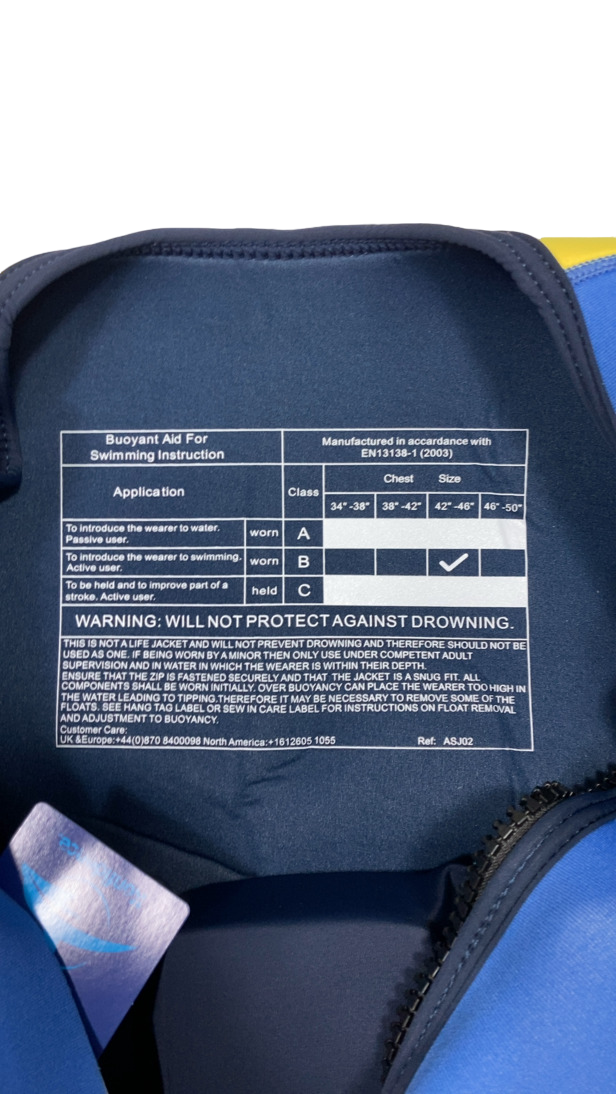 Buoyant Aid For
Swimming Instruction
Manufactured in accardance with
EN13138-1 (2003)
Application
Class
Chest Size
34"-38" 38"-42" 42"-46" 46"-50"
To introduce the wearer to water.
Passive user.
worn A
To introduce the wearer to swimming.
Active user.
worn B ✓
To be held and to improve part of a
stroke. Active user.
held C
WARNING: WILL NOT PROTECT AGAINST DROWNING.
THIS IS NOT A LIFE JACKET AND WILL NOT PREVENT DROWNING AND THEREFORE SHOULD NOT BE
USED AS ONE. IF BEING WORN BY A MINOR THEN ONLY USE UNDER COMPETENT ADULT
SUPERVISION AND IN WATER IN WHICH THE WEARER IS WITHIN THEIR DEPTH.
ENSURE THAT THE ZIP IS FASTENED SECURELY AND THAT THE JACKET IS A SNUG FIT. ALL
COMPONENTS SHALL BE WORN INITIALLY. OVER BUOYANCY CAN PLACE THE WEARER TOO HIGH IN
THE WATER LEADING TO TIPPING.THEREFORE IT MAY BE NECESSARY TO REMOVE SOME OF THE
FLOATS. SEE HANG TAG LABEL OR SEW IN CARE LABEL FOR INSTRUCTIONS ON FLOAT REMOVAL
AND ADJUSTMENT TO BUOYANCY.
Customer Care:
UK &Europe:+44(0)870 8400098 North America:+1612605 1055 Ref: ASJ02